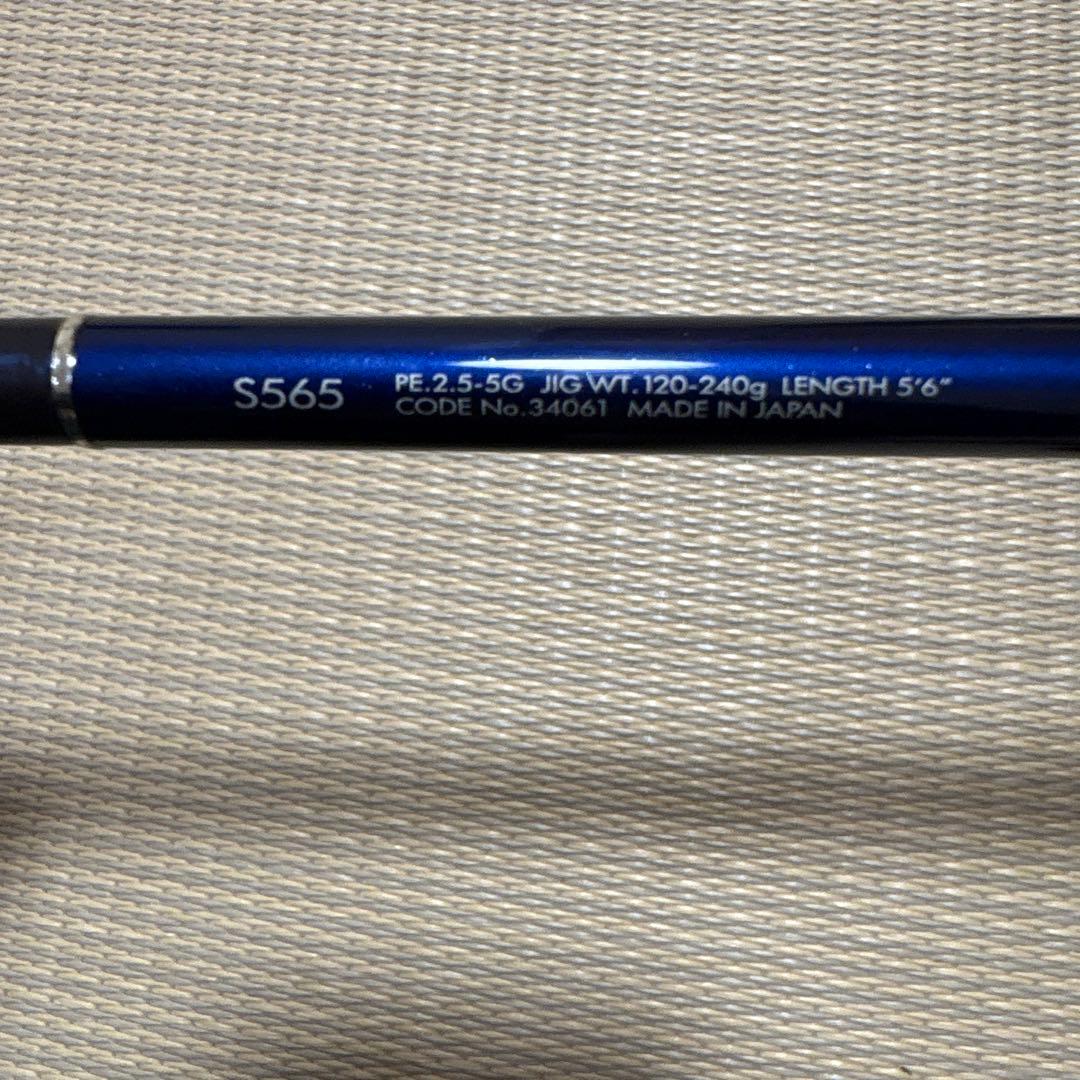 S565
PE.2.5-5G JIG WT.120-240g LENGTH 5'6"
CODE No.34061 MADE IN JAPAN